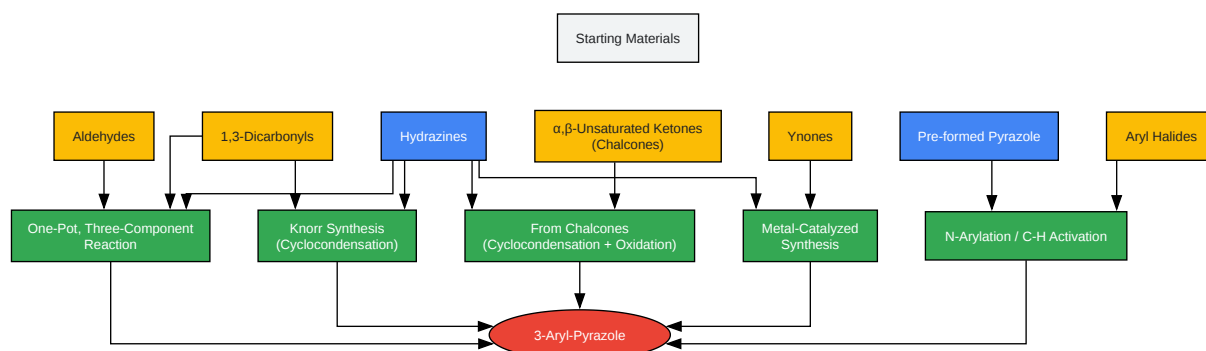 Starting Materials
Aldehydes
1,3-Dicarbonyls
Hydrazines
α,β-Unsaturated Ketones
(Chalcones)
Ynones
Pre-formed Pyrazole
Aryl Halides
One-Pot, Three-Component
Reaction
Knorr Synthesis
(Cyclocondensation)
From Chalcones
(Cyclocondensation + Oxidation)
Metal-Catalyzed
Synthesis
N-Arylation / C-H Activation
3-Aryl-Pyrazole